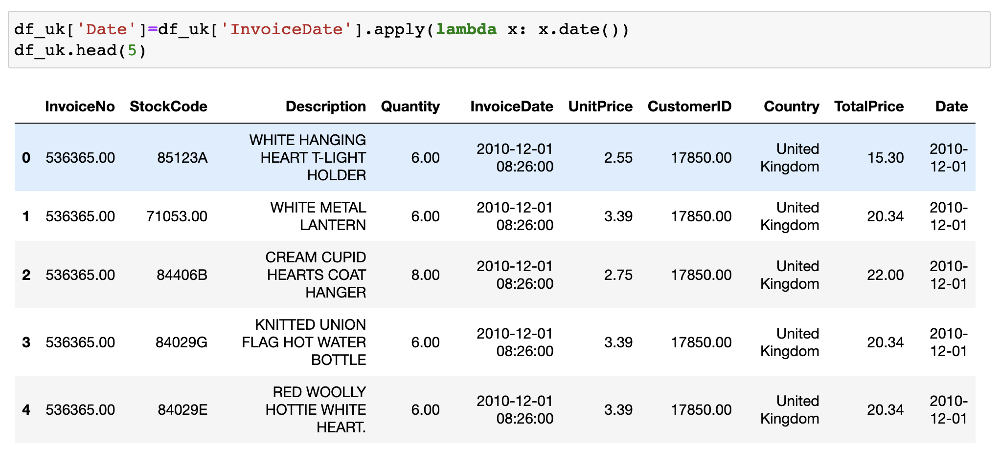 df_uk['Date']=df_uk['InvoiceDate'].apply(lambda x: x.date())
df_uk.head(5)
InvoiceNo StockCode Description Quantity InvoiceDate UnitPrice CustomerID Country TotalPrice Date
0 536365.00 85123A WHITE HANGING HEART T-LIGHT HOLDER 6.00 2010-12-01 08:26:00 2.55 17850.00 United Kingdom 15.30 2010-12-01
1 536365.00 71053.00 WHITE METAL LANTERN 6.00 2010-12-01 08:26:00 3.39 17850.00 United Kingdom 20.34 2010-12-01
2 536365.00 84406B CREAM CUPID HEARTS COAT HANGER 8.00 2010-12-01 08:26:00 2.75 17850.00 United Kingdom 22.00 2010-12-01
3 536365.00 84029G KNITTED UNION FLAG HOT WATER BOTTLE 6.00 2010-12-01 08:26:00 3.39 17850.00 United Kingdom 20.34 2010-12-01
4 536365.00 84029E RED WOOLLY HOTTIE WHITE HEART. 6.00 2010-12-01 08:26:00 3.39 17850.00 United Kingdom 20.34 2010-12-01